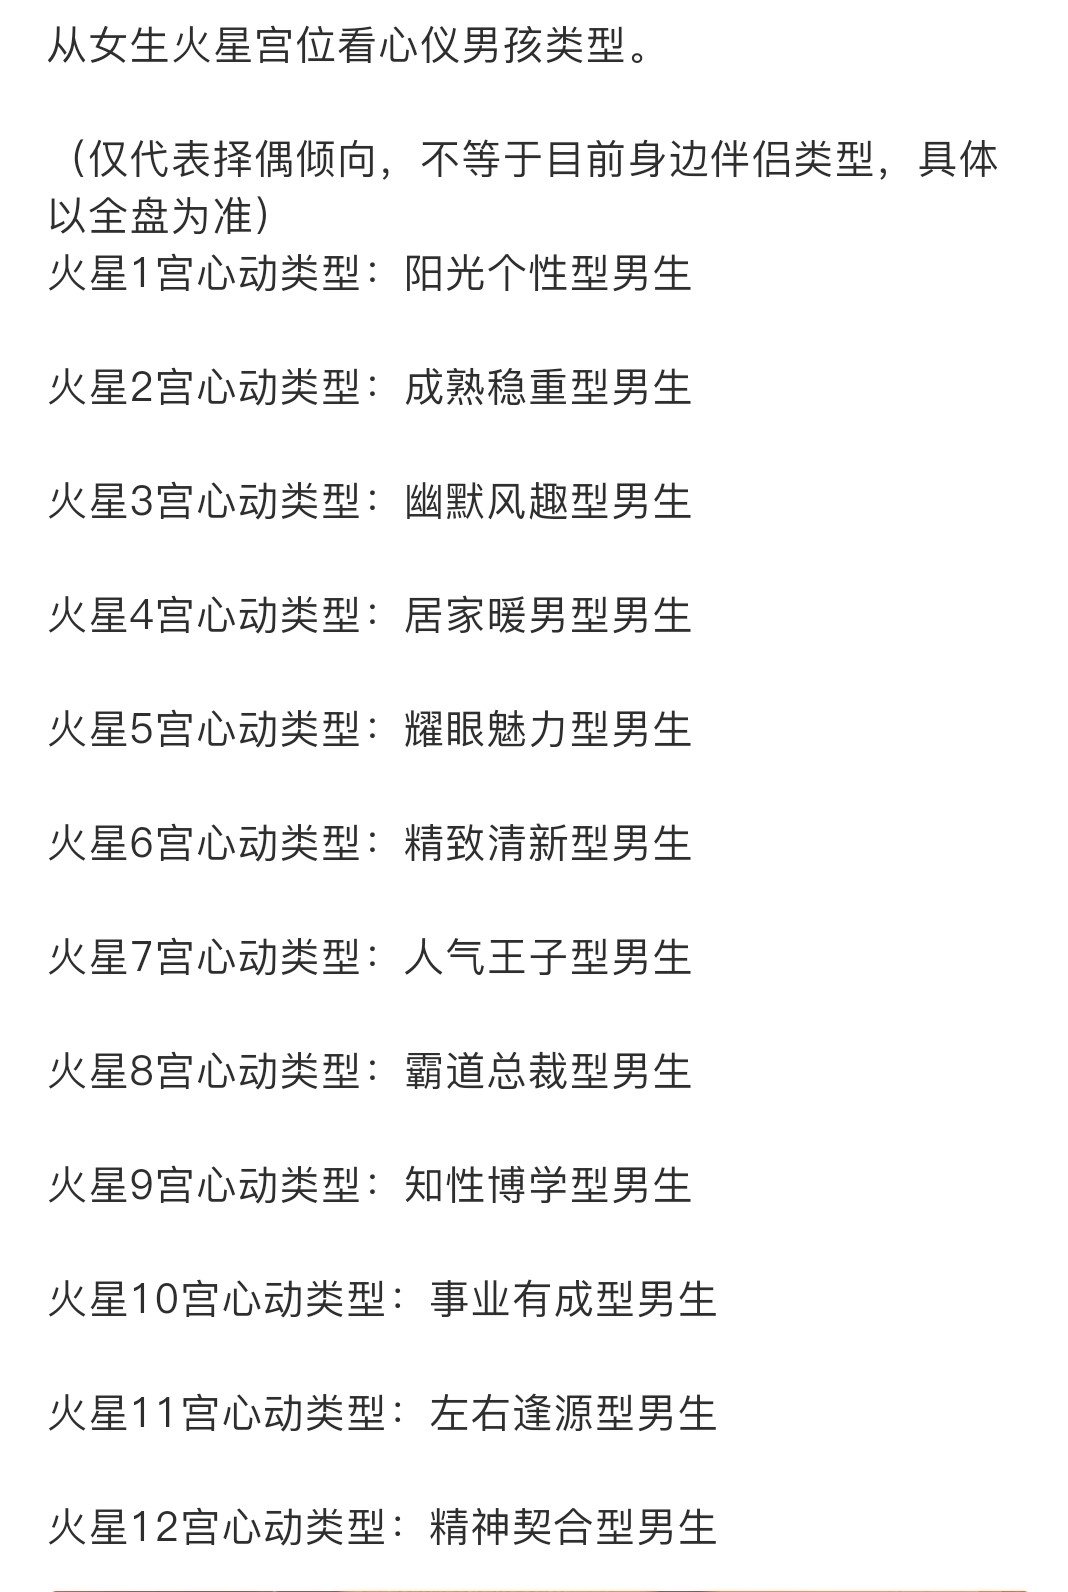 从女生火星宫位看心仪男孩类型。
（仅代表择偶倾向，不等于目前身边伴侣类型，具体
以全盘为准）
火星1宫心动类型：阳光个性型男生
火星2宫心动类型：成熟稳重型男生
火星3宫心动类型：幽默风趣型男生
火星4宫心动类型：居家暖男型男生
火星5宫心动类型：耀眼魅力型男生
火星6宫心动类型：精致清新型男生
火星7宫心动类型：人气王子型男生
火星8宫心动类型：霸道总裁型男生
火星9宫心动类型：知性博学型男生
火星10宫心动类型：事业有成型男生
火星11宫心动类型：左右逢源型男生
火星12宫心动类型：精神契合型男生